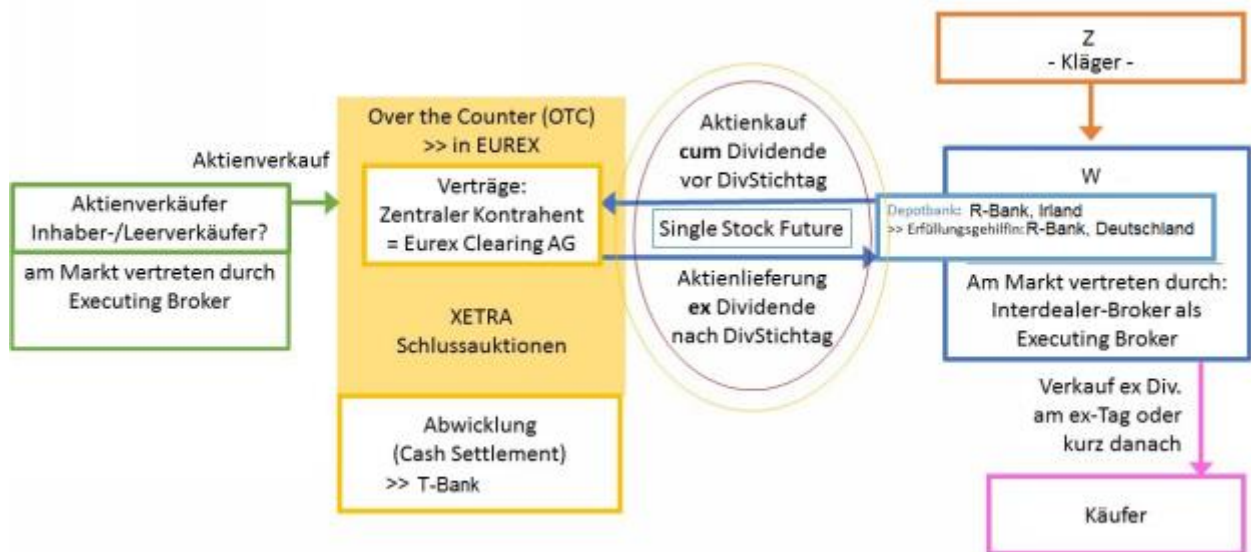 Aktienverkauf
Aktienverkäufer
Inhaber-/Leerverkäufer?
am Markt vertreten durch
Executing Broker
Over the Counter (OTC)
>> in EUREX
Verträge:
Zentraler Kontrahent
= Eurex Clearing AG
XETRA
Schlussauktionen
Abwicklung
(Cash Settlement)
>> T-Bank
Aktienkauf
cum Dividende
vor DivStichtag
Single Stock Future
Aktienlieferung
ex Dividende
nach DivStichtag
Z
- Kläger -
W
Depotbank: R-Bank, Irland
>> Erfüllungsgehilfin: R-Bank, Deutschland
Am Markt vertreten durch:
Interdealer-Broker als
Executing Broker
Verkauf ex Div.
am ex-Tag oder
kurz danach
Käufer